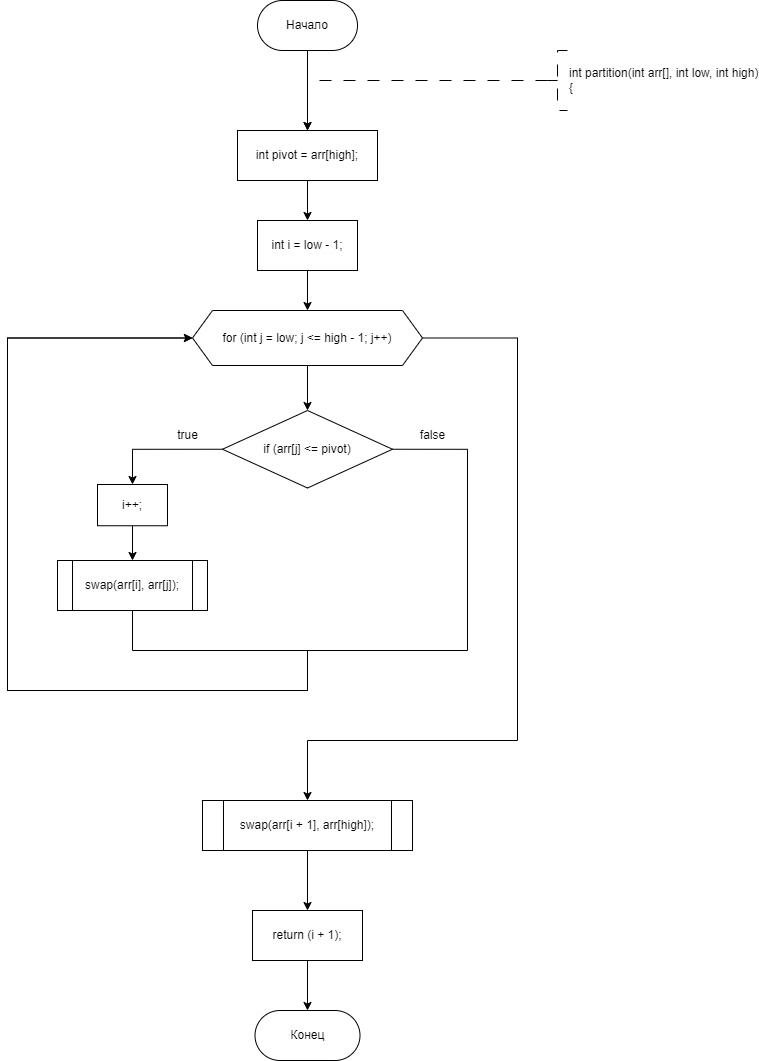 Начало
int partition(int arr[], int low, int high)
{
int pivot = arr[high];
int i = low - 1;
for (int j = low; j <= high - 1; j++)
if (arr[j] <= pivot)
true
false
i++;
swap(arr[i], arr[j]);
swap(arr[i + 1], arr[high]);
return (i + 1);
Конец